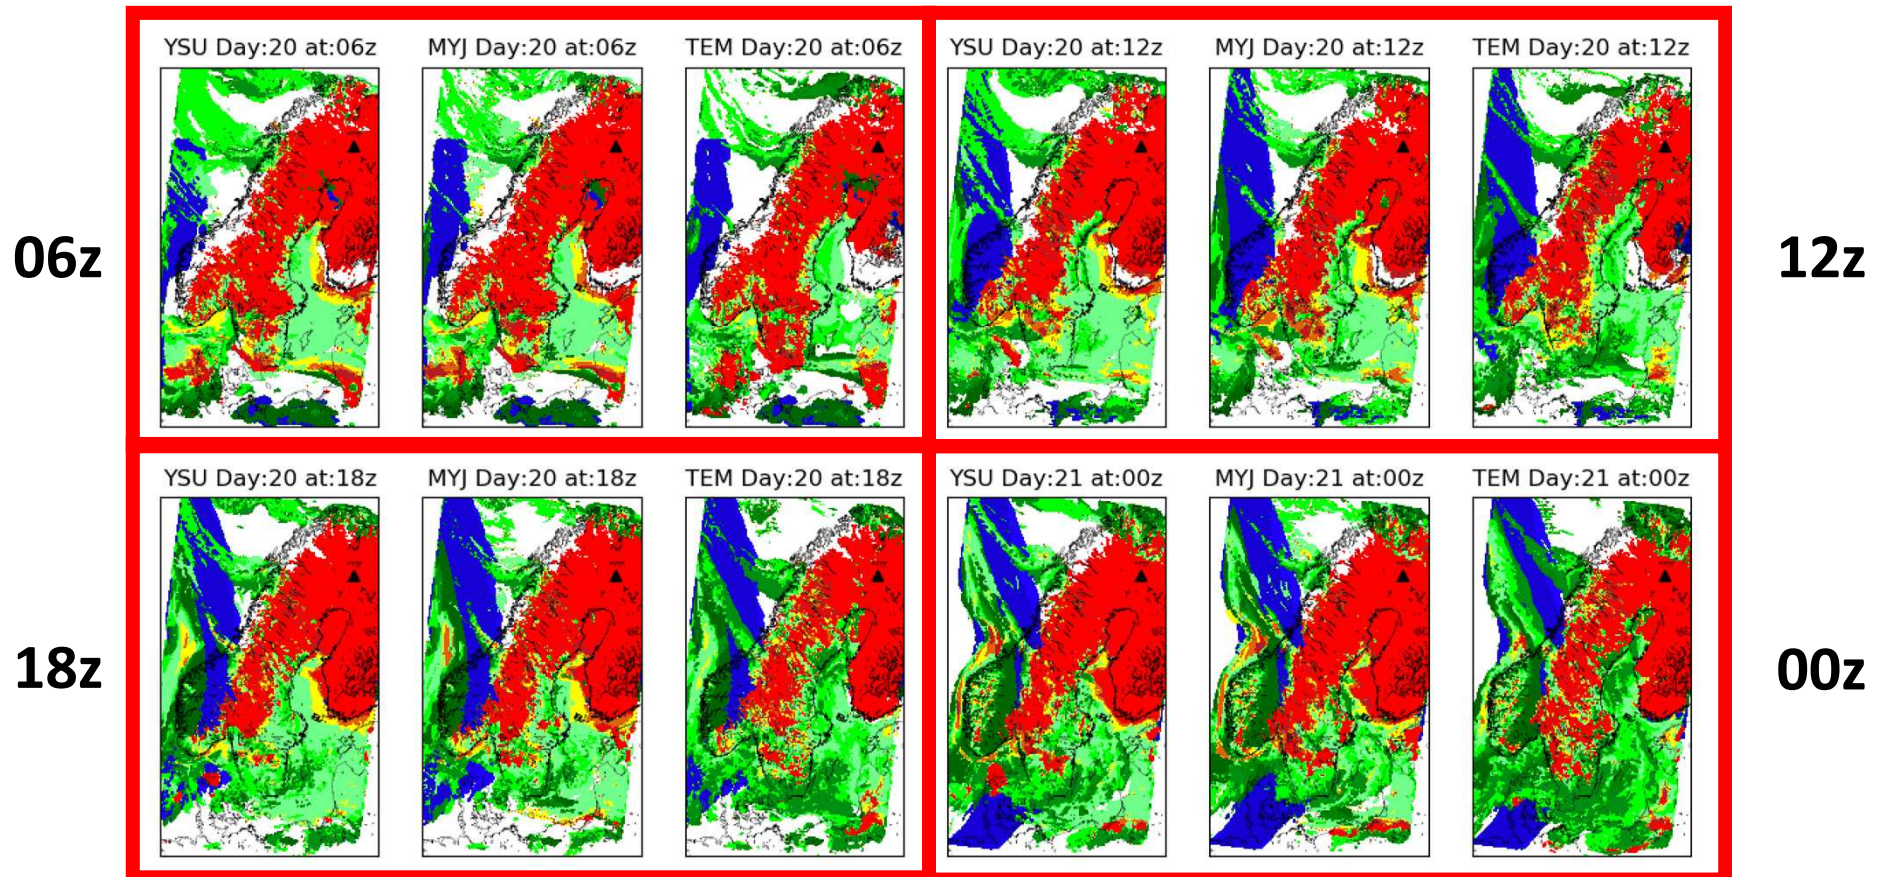 YSU Day:20 at:06z MYJ Day:20 at:06z TEM Day:20 at:06z YSU Day:20 at:12z MYJ Day:20 at:12z TEM Day:20 at:12z
06z
12z
YSU Day:20 at:18z MYJ Day:20 at:18z TEM Day:20 at:18z YSU Day:21 at:00z MYJ Day:21 at:00z TEM Day:21 at:00z
18z
00z